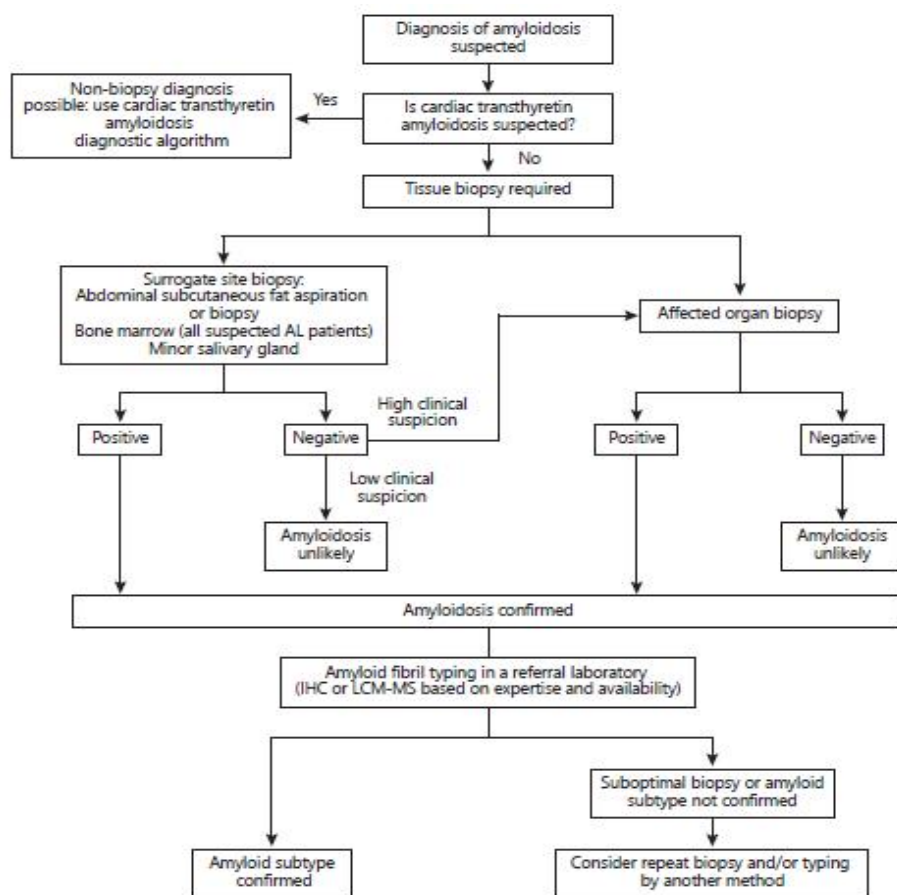 Diagnosis of amyloidosis
suspected
Non-biopsy diagnosis
possible: use cardiac transthyretin
amyloidosis
diagnostic algorithm
Yes
Is cardiac transthyretin
amyloidosis suspected?
No
Tissue biopsy required
Surrogate site biopsy:
Abdominal subcutaneous fat aspiration
or biopsy
Bone marrow (all suspected AL patients)
Minor salivary gland
Affected organ biopsy
High clinical
suspicion
Positive
Negative
Positive
Negative
Low clinical
suspicion
Amyloidosis
unlikely
Amyloidosis
unlikely
Amyloidosis confirmed
Amyloid fibril typing in a referral laboratory
(IHC or LCM-MS based on expertise and availability)
Suboptimal biopsy or amyloid
subtype not confirmed
Amyloid subtype
confirmed
Consider repeat biopsy and/or typing
by another method